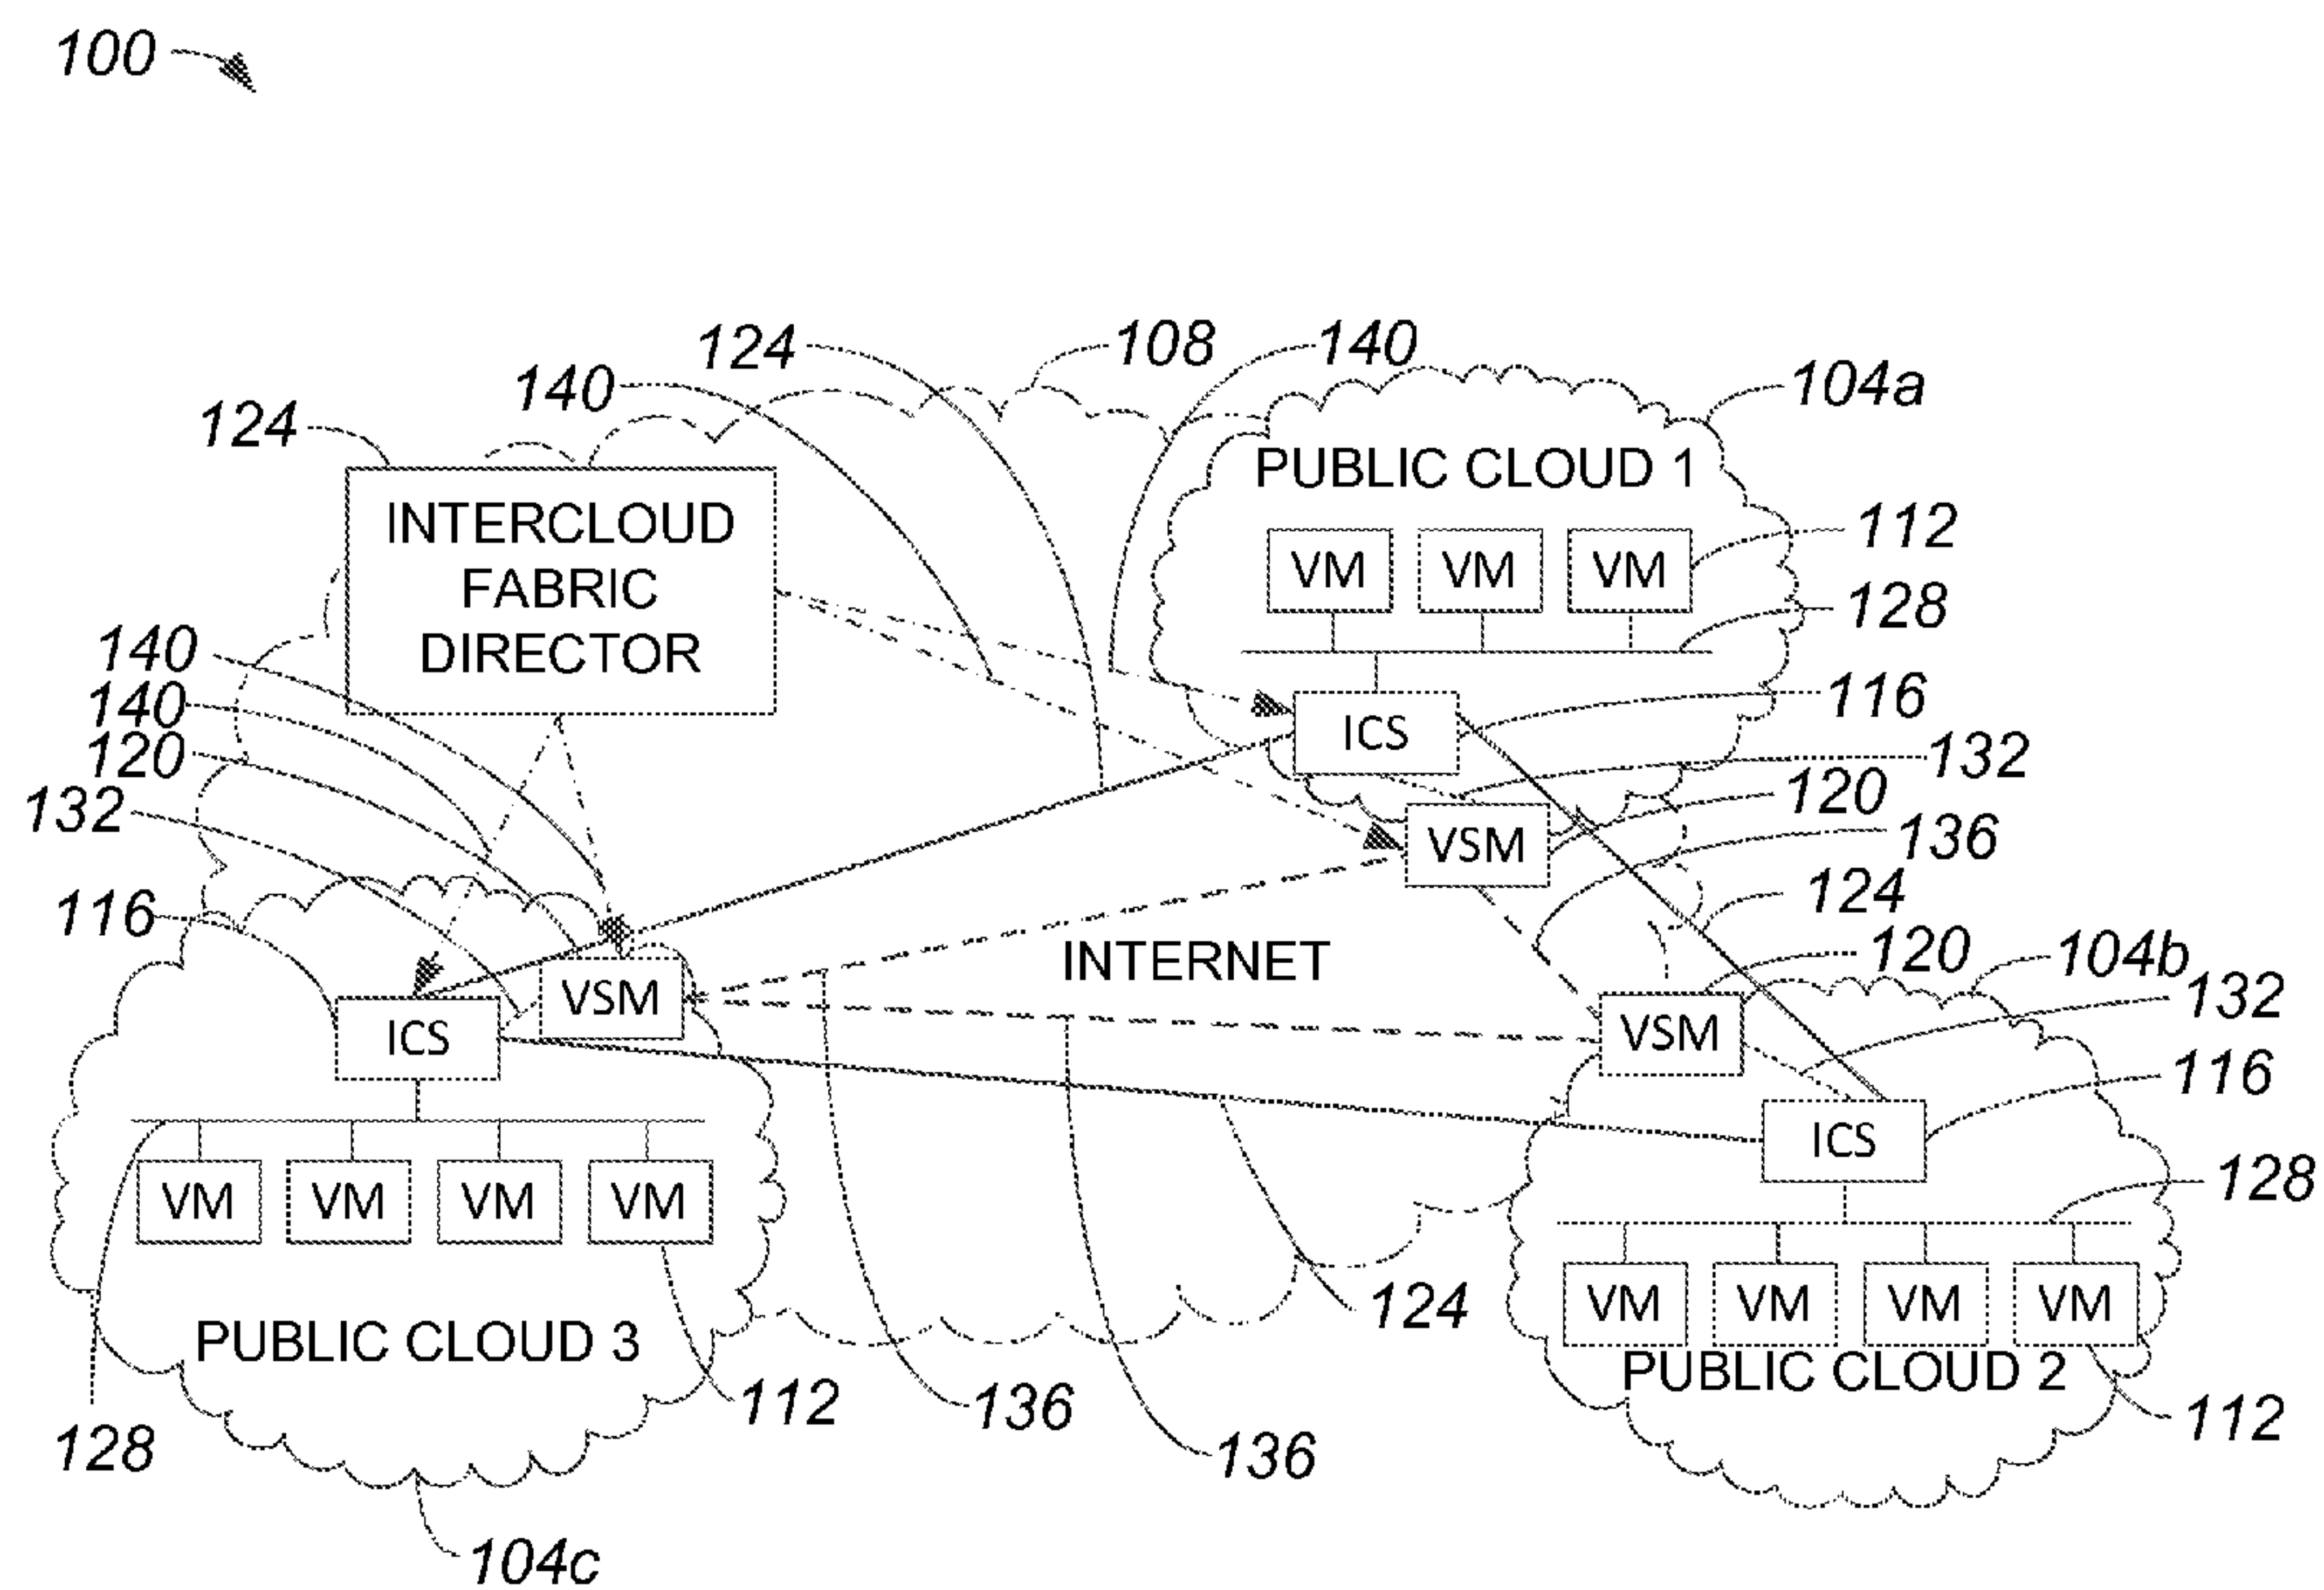 100
124
108
140
140
104a
124
PUBLIC CLOUD 1
INTERCLOUD
FABRIC
DIRECTOR
112
VM VM VM
128
140
140
116
ICS
120
132
132
120
VSM
136
116
124
INTERNET
120
104b
VSM
132
ICS
VSM
116
ICS
128
VM VM VM VM
VM VM VM VM
124
PUBLIC CLOUD 3
PUBLIC CLOUD 2
112
136
112
128
136
104c